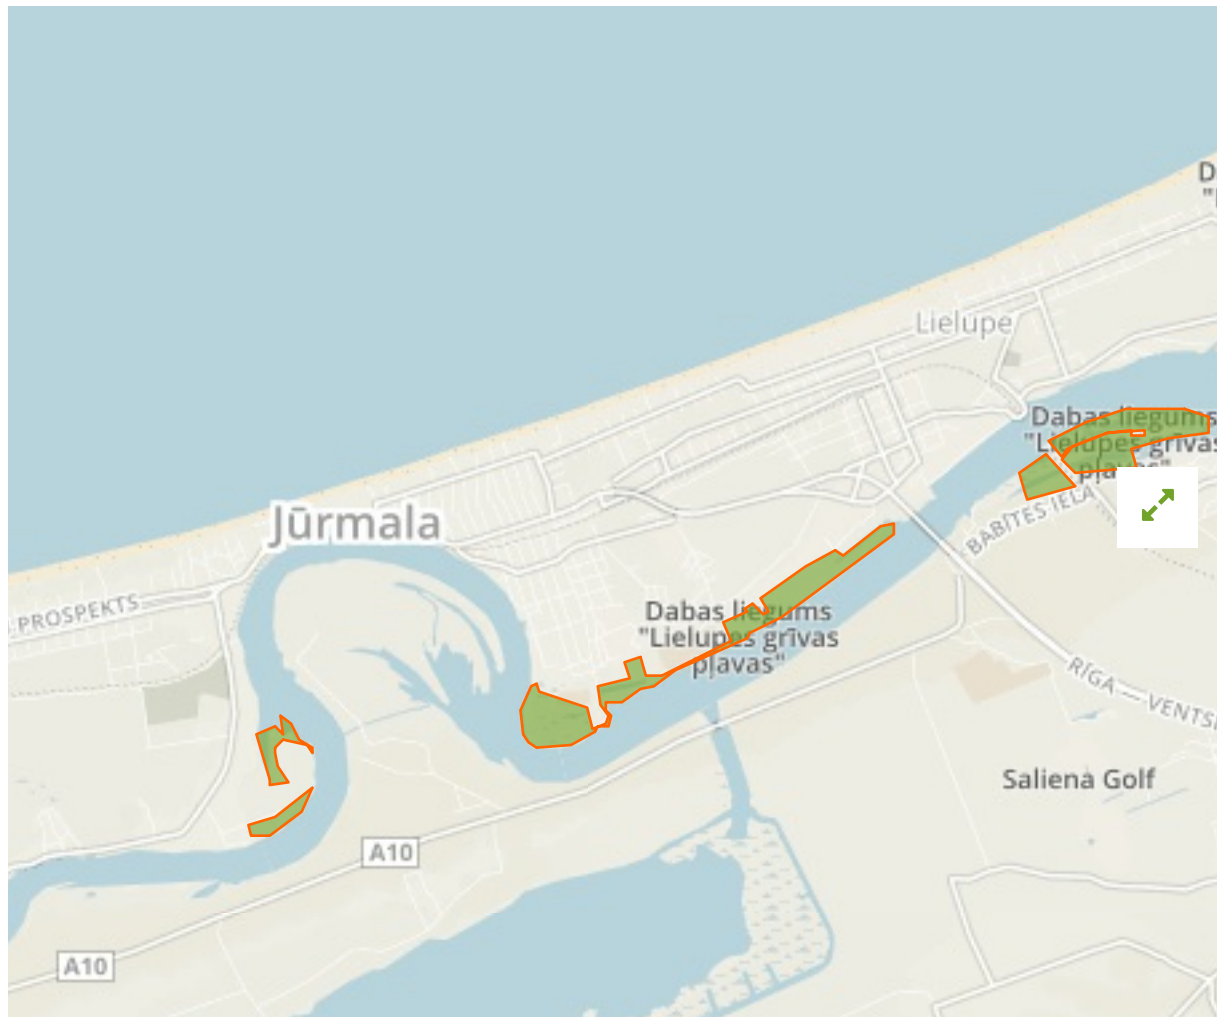 D
"
Lielupe
Dabas liegums
"Lielupes grīvas
pļavas"
Jūrmala
BABĪTES IELA
PROSPEKTS
Dabas liegums
"Lielupes grīvas
pļavas"
RĪGA — VENTS
Saliena Golf
A10
A10